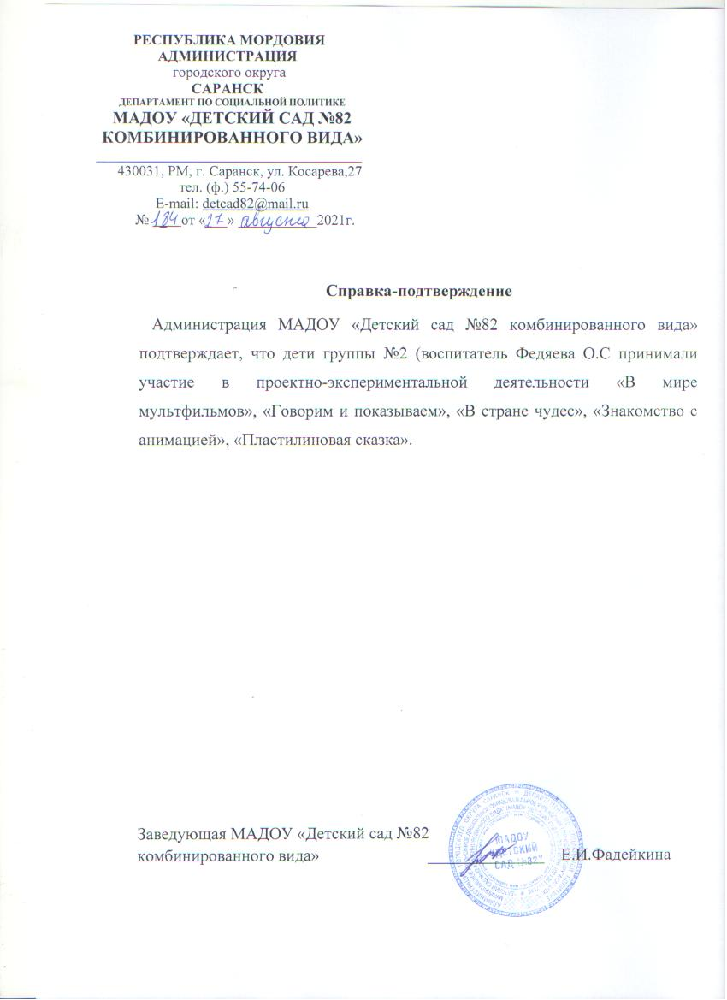 РЕСПУБЛИКА МОРДОВИЯ
АДМИНИСТРАЦИЯ
городского округа
САРАНСК
ДЕПАРТАМЕНТ ПО СОЦИАЛЬНОЙ ПОЛИТИКЕ
МАДОУ «ДЕТСКИЙ САД №82
КОМБИНИРОВАННОГО ВИДА»
430031, РМ, г. Саранск, ул. Косарева,27
тел. (ф.) 55-74-06
E-mail: detcad82@mail.ru
№ 184 от «27» августа 2021г.
Справка-подтверждение
Администрация МАДОУ «Детский сад №82 комбинированного вида»
подтверждает, что дети группы №2 (воспитатель Федяева О.С принимали
участие в проектно-экспериментальной деятельности «В мире
мультфильмов», «Говорим и показываем», «В стране чудес», «Знакомство с
анимацией», «Пластилиновая сказка».
Заведующая МАДОУ «Детский сад №82
комбинированного вида» Е.И.Фадейкина
МАДОУ
"ДЕТСКИЙ
САД №82"